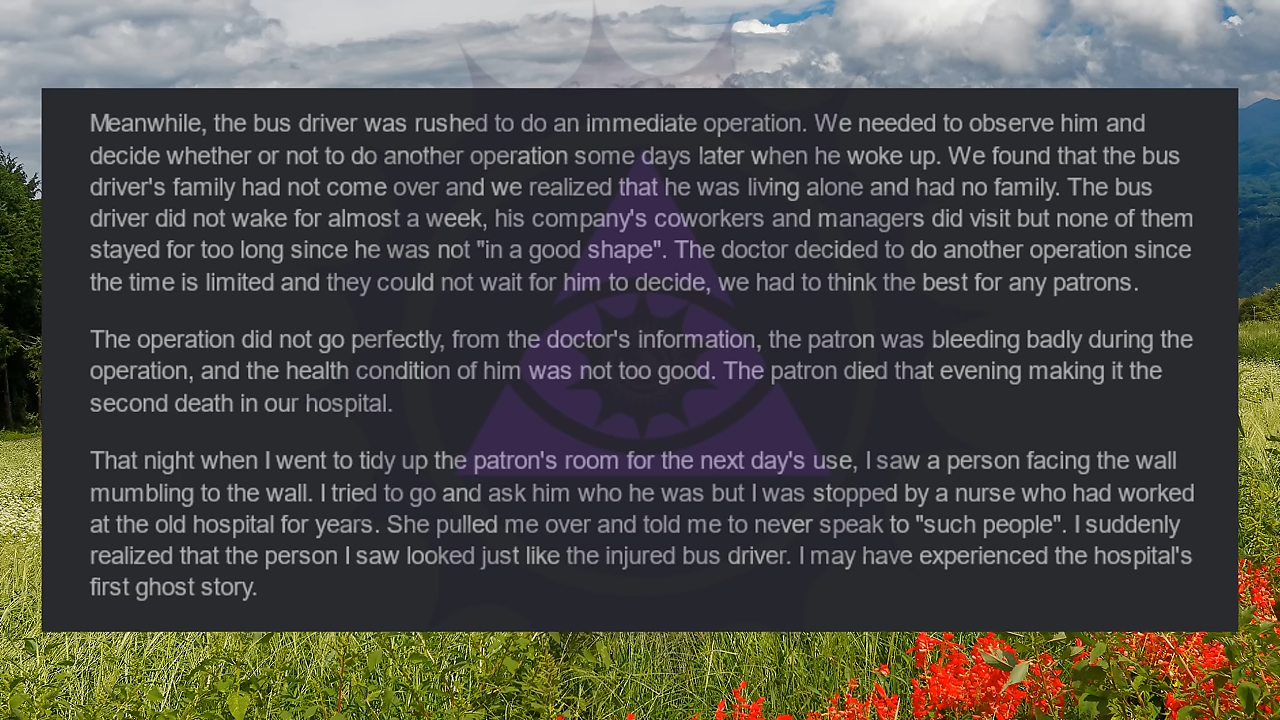 Meanwhile, the bus driver was rushed to do an immediate operation. We needed to observe him and
decide whether or not to do another operation some days later when he woke up. We found that the bus
driver's family had not come over and we realized that he was living alone and had no family. The bus
driver did not wake for almost a week, his company's coworkers and managers did visit but none of them
stayed for too long since he was not "in a good shape". The doctor decided to do another operation since
the time is limited and they could not wait for him to decide, we had to think the best for any patrons.
The operation did not go perfectly, from the doctor's information, the patron was bleeding badly during the
operation, and the health condition of him was not too good. The patron died that evening making it the
second death in our hospital.
That night when I went to tidy up the patron's room for the next day's use, I saw a person facing the wall
mumbling to the wall. I tried to go and ask him who he was but I was stopped by a nurse who had worked
at the old hospital for years. She pulled me over and told me to never speak to "such people". I suddenly
realized that the person I saw looked just like the injured bus driver. I may have experienced the hospital's
first ghost story.